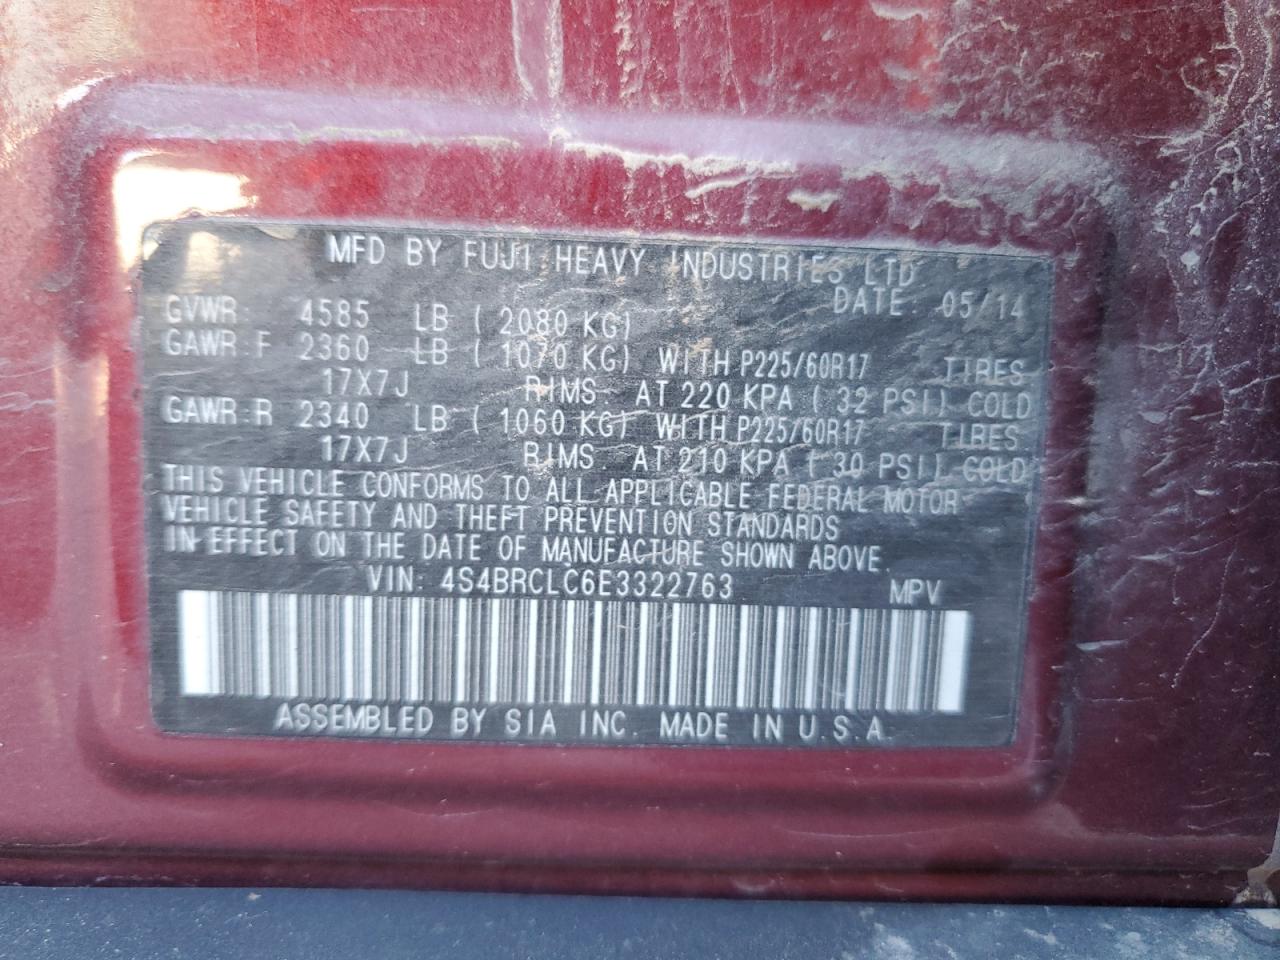 MFD BY FUJI HEAVY INDUSTRIES LTD
DATE 05/14
GVWR: 4585 LB ( 2080 KG)
GAWR:F 2360 LB ( 1070 KG) WITH P225/60R17 TIRES
17X7J RIMS. AT 220 KPA ( 32 PSI) COLD
GAWR:R 2340 LB ( 1060 KG) WITH P225/60R17 TIRES
17X7J RIMS. AT 210 KPA ( 30 PSI) COLD
THIS VEHICLE CONFORMS TO ALL APPLICABLE FEDERAL MOTOR
VEHICLE SAFETY AND THEFT PREVENTION STANDARDS
IN EFFECT ON THE DATE OF MANUFACTURE SHOWN ABOVE.
VIN: 4S4BRCLC6E3322763 MPV
ASSEMBLED BY SIA INC. MADE IN U.S.A.